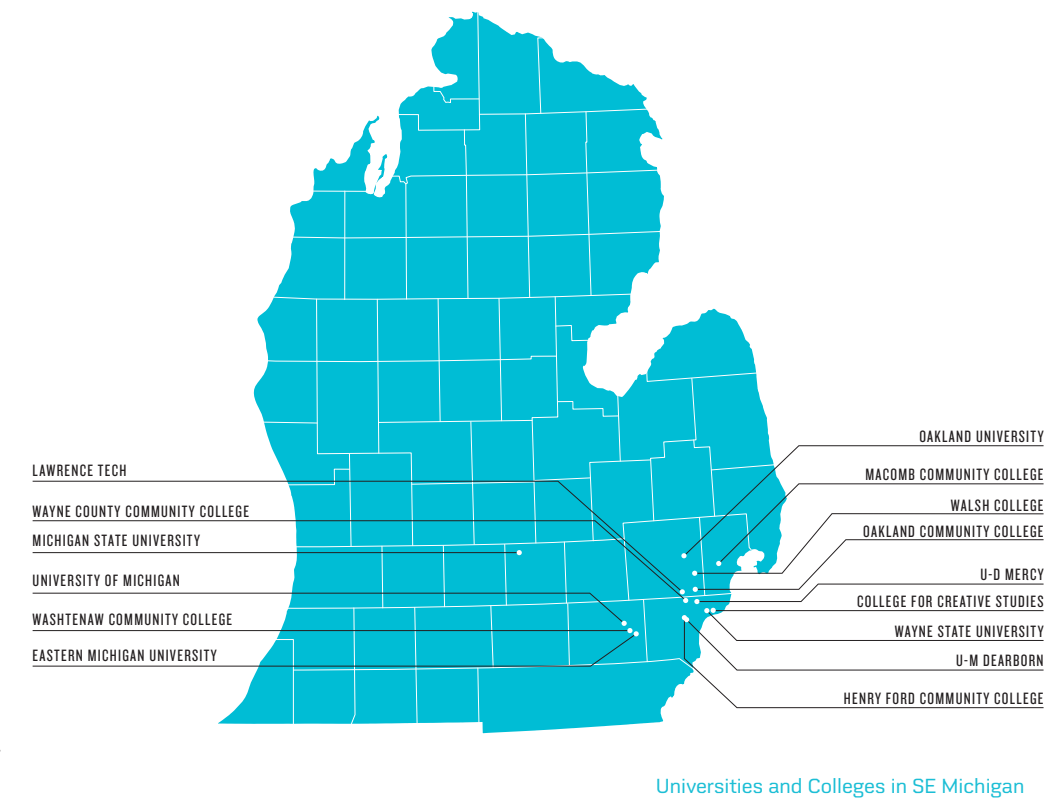 LAWRENCE TECH
WAYNE COUNTY COMMUNITY COLLEGE
MICHIGAN STATE UNIVERSITY
UNIVERSITY OF MICHIGAN
WASHTENAW COMMUNITY COLLEGE
EASTERN MICHIGAN UNIVERSITY
OAKLAND UNIVERSITY
MACOMB COMMUNITY COLLEGE
WALSH COLLEGE
OAKLAND COMMUNITY COLLEGE
U-D MERCY
COLLEGE FOR CREATIVE STUDIES
WAYNE STATE UNIVERSITY
U-M DEARBORN
HENRY FORD COMMUNITY COLLEGE
Universities and Colleges in SE Michigan